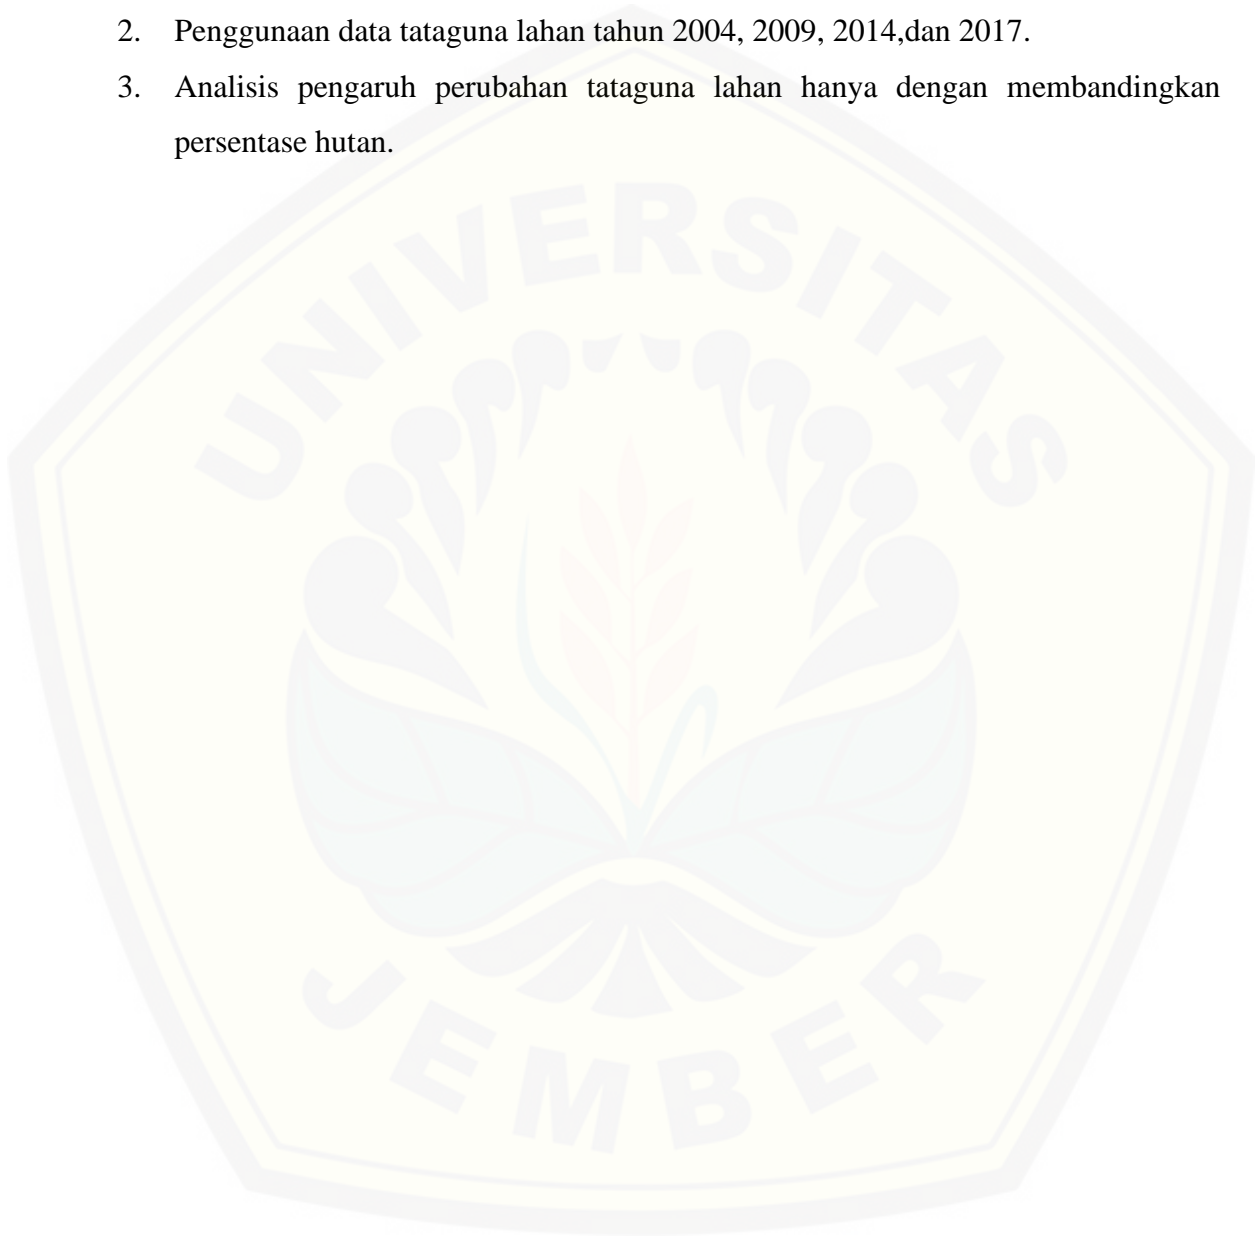 2. Penggunaan data tataguna lahan tahun 2004, 2009, 2014,dan 2017.
3. Analisis pengaruh perubahan tataguna lahan hanya dengan membandingkan
persentase hutan.
UNIVERSITAS
JEMBER